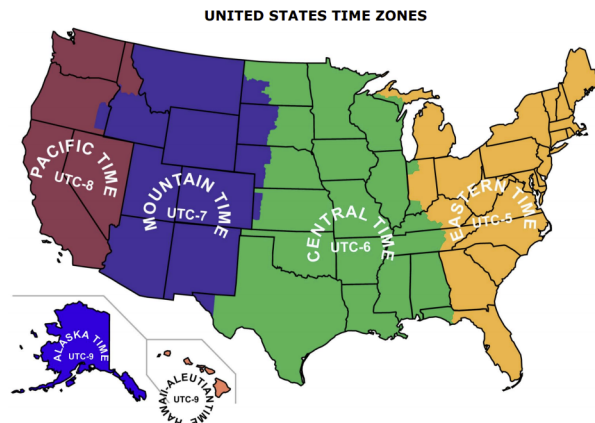 UNITED STATES TIME ZONES
PACIFIC TIME
UTC-8
MOUNTAIN TIME
UTC-7
CENTRAL TIME
UTC-6
EASTERN TIME
UTC-5
ALASKA TIME
UTC-9
HAWAII-ALEUTIAN TIME
UTC-9